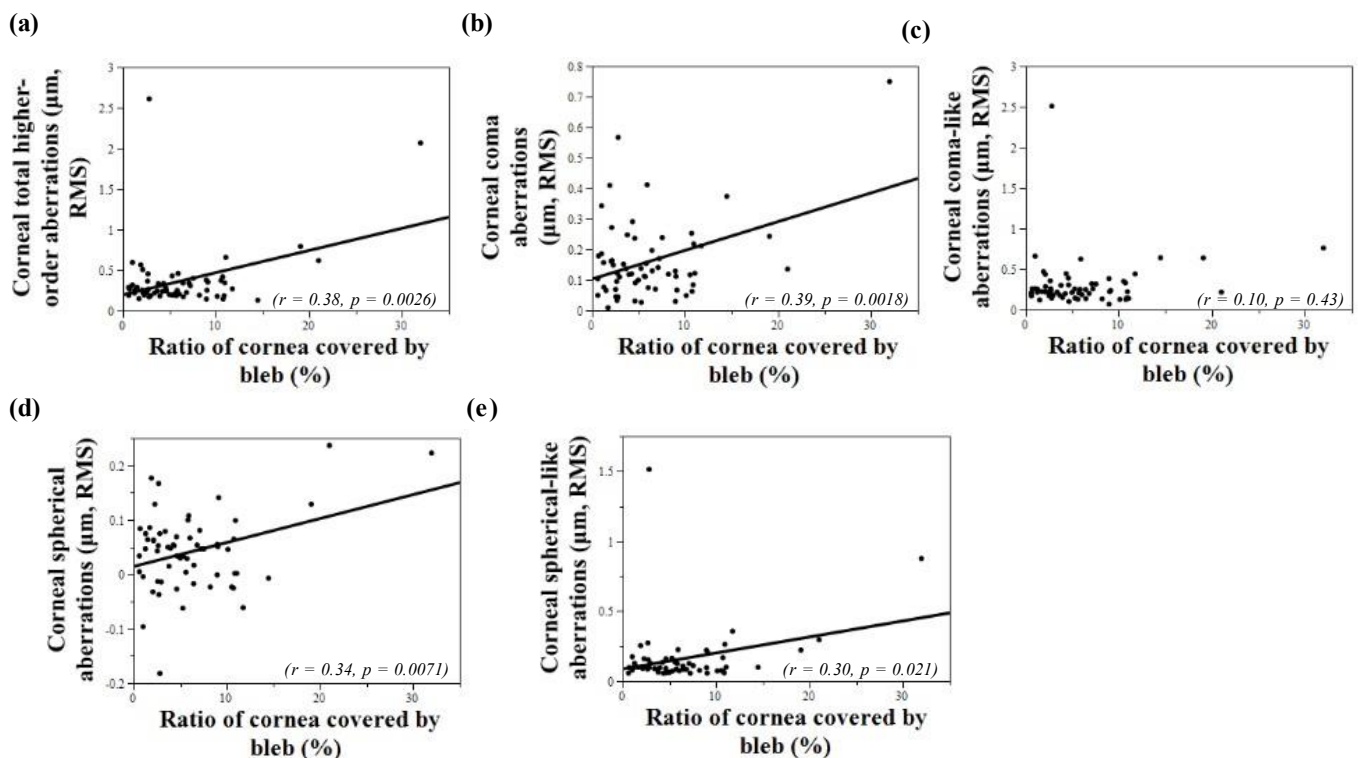 (a)
Corneal total higher-
order aberrations (µm,
RMS)
3
2.5
2
1.5
1
0.5
0
0
10
20
30
(r = 0.38, p = 0.0026)
Ratio of cornea covered by
bleb (%)
(b)
Corneal coma
aberrations
(µm, RMS)
0.8
0.7
0.6
0.5
0.4
0.3
0.2
0.1
0
0
10
20
30
(r = 0.39, p = 0.0018)
Ratio of cornea covered by
bleb (%)
(c)
Corneal coma-like
aberrations (µm, RMS)
3
2.5
2
1.5
1
0.5
0
0
10
20
30
(r = 0.10, p = 0.43)
Ratio of cornea covered by
bleb (%)
(d)
Corneal spherical
aberrations (µm, RMS)
0.2
0.1
0
-0.1
-0.2
0
10
20
30
(r = 0.34, p = 0.0071)
Ratio of cornea covered by
bleb (%)
(e)
Corneal spherical-like
aberrations (µm, RMS)
1.5
1
0.5
0
0
10
20
30
(r = 0.30, p = 0.021)
Ratio of cornea covered by
bleb (%)